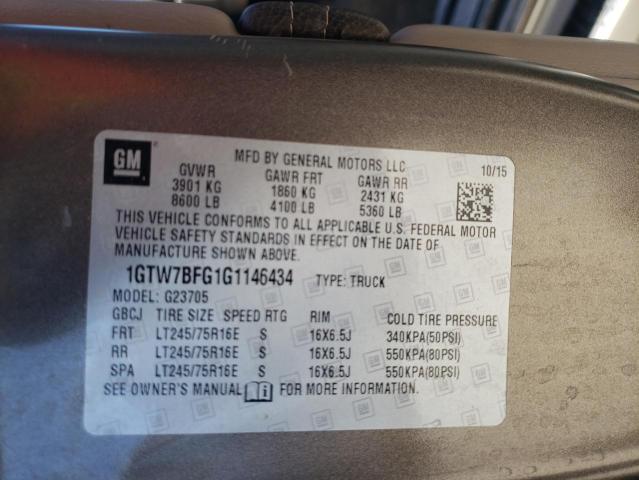 GM
MFD BY GENERAL MOTORS LLC
10/15
GVWR GAWR FRT GAWR RR
3901 KG 1860 KG 2431 KG
8600 LB 4100 LB 5360 LB
THIS VEHICLE CONFORMS TO ALL APPLICABLE U.S. FEDERAL MOTOR
VEHICLE SAFETY STANDARDS IN EFFECT ON THE DATE OF
MANUFACTURE SHOWN ABOVE.
1GTW7BFG1G1146434 TYPE: TRUCK
MODEL: G23705
GBCJ TIRE SIZE SPEED RTG RIM COLD TIRE PRESSURE
FRT LT245/75R16E S 16X6.5J 340KPA(50PSI)
RR LT245/75R16E S 16X6.5J 550KPA(80PSI)
SPA LT245/75R16E S 16X6.5J 550KPA(80PSI)
SEE OWNER'S MANUAL FOR MORE INFORMATION.